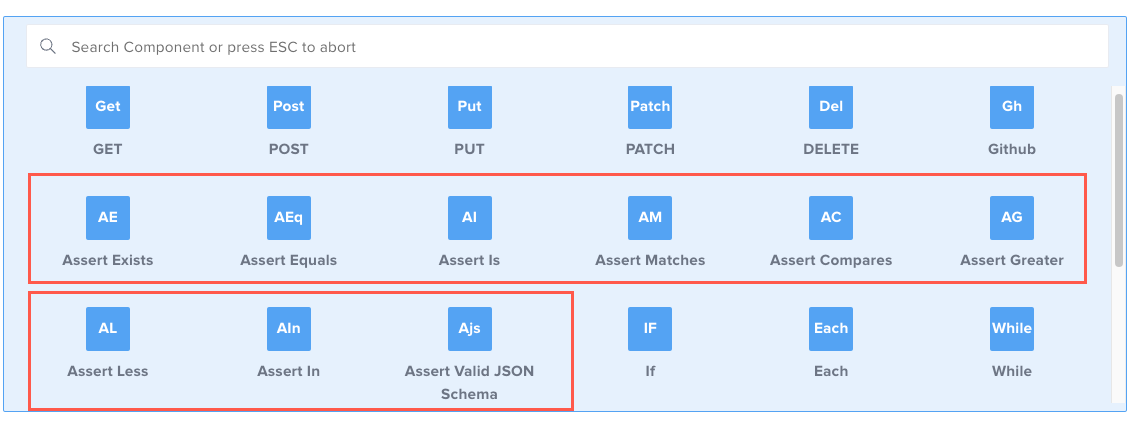 Search Component or press ESC to abort
Get Post Put Patch Del Gh
GET POST PUT PATCH DELETE Github
AE AEq AI AM AC AG
Assert Exists Assert Equals Assert Is Assert Matches Assert Compares Assert Greater
AL AIn Ajs IF Each While
Assert Less Assert In Assert Valid JSON If Each While
Schema